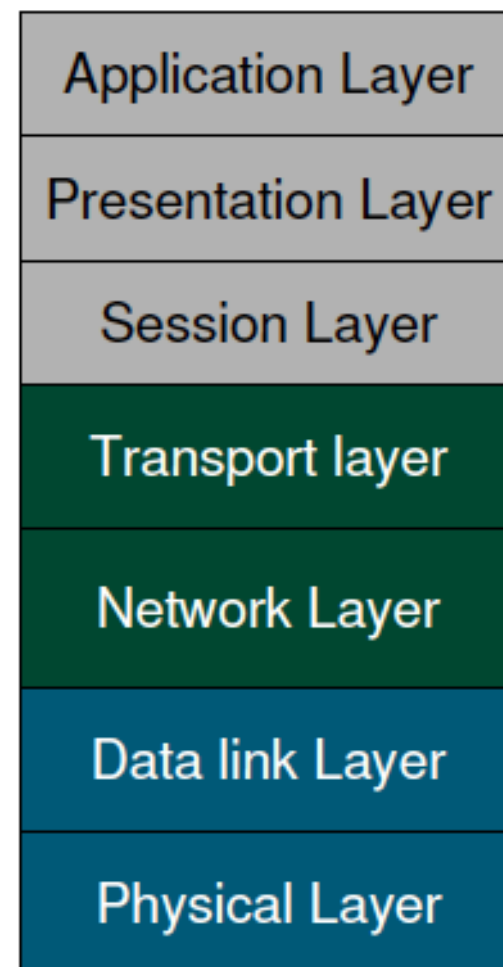 Application Layer
Presentation Layer
Session Layer
Transport layer
Network Layer
Data link Layer
Physical Layer